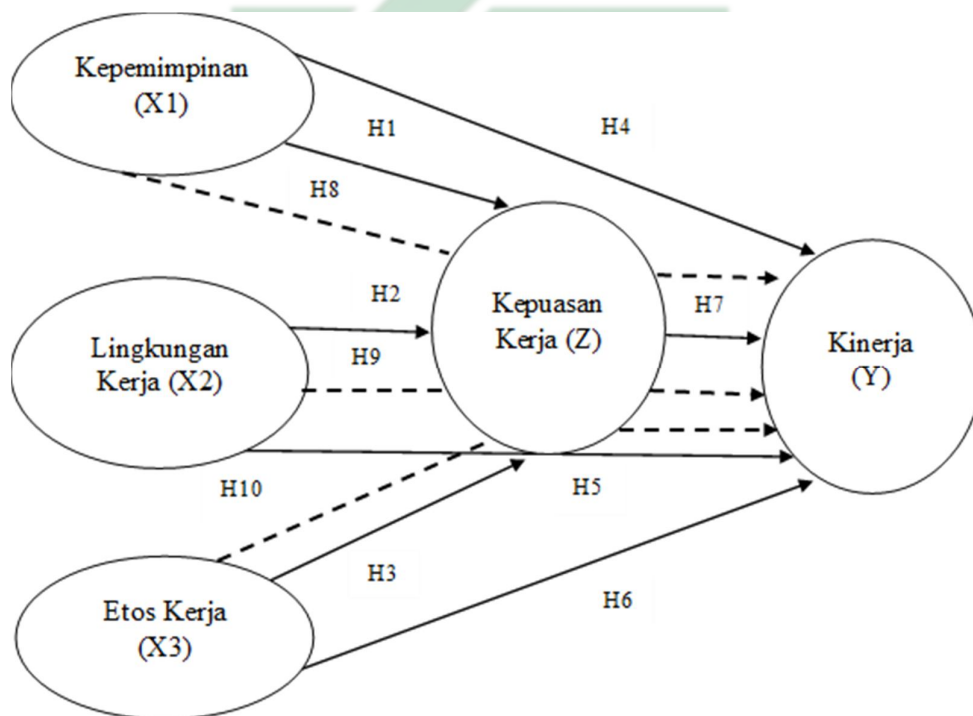 Kepemimpinan
(X1)
H1
H4
H8
H2
Kepuasan
Kerja (Z)
H7
Lingkungan
Kerja (X2)
H9
Kinerja
(Y)
H10
H5
H3
H6
Etos Kerja
(X3)